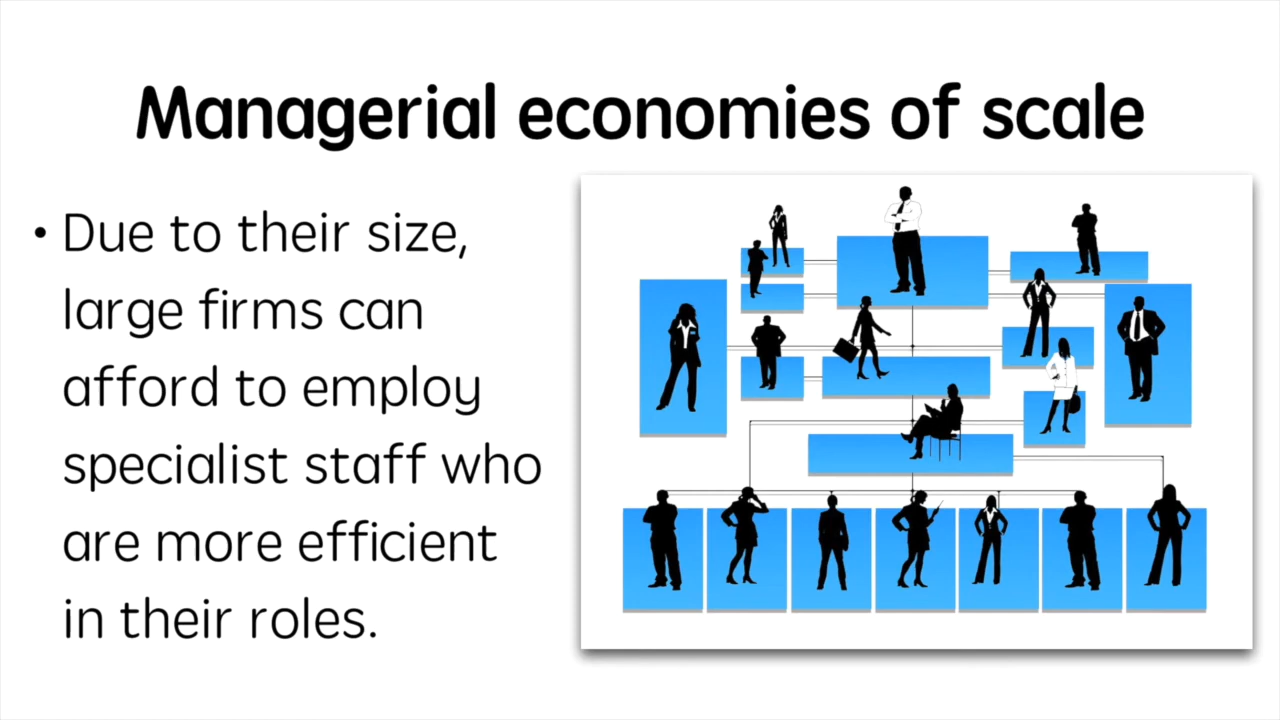 Managerial economies of scale
• Due to their size,
large firms can
afford to employ
specialist staff who
are more efficient
in their roles.